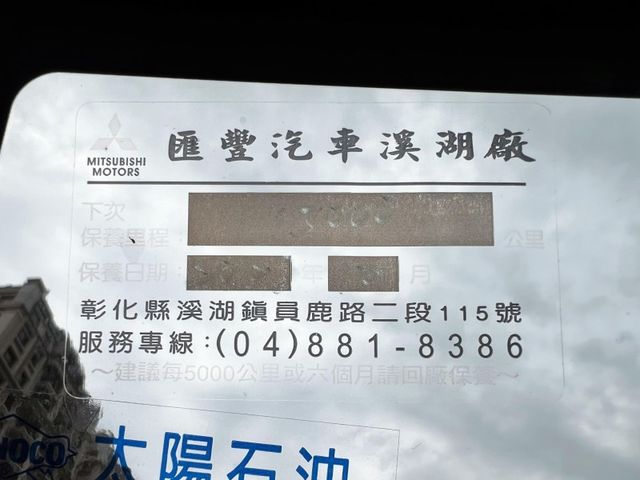 MITSUBISHI
MOTORS
匯豐汽車溪湖廠
下次
保養里程: 公里
保養日期: 年 月
彰化縣溪湖鎮員鹿路二段115號
服務專線:(04)881-8386
～建議每5000公里或六個月請回廠保養～
太陽石油